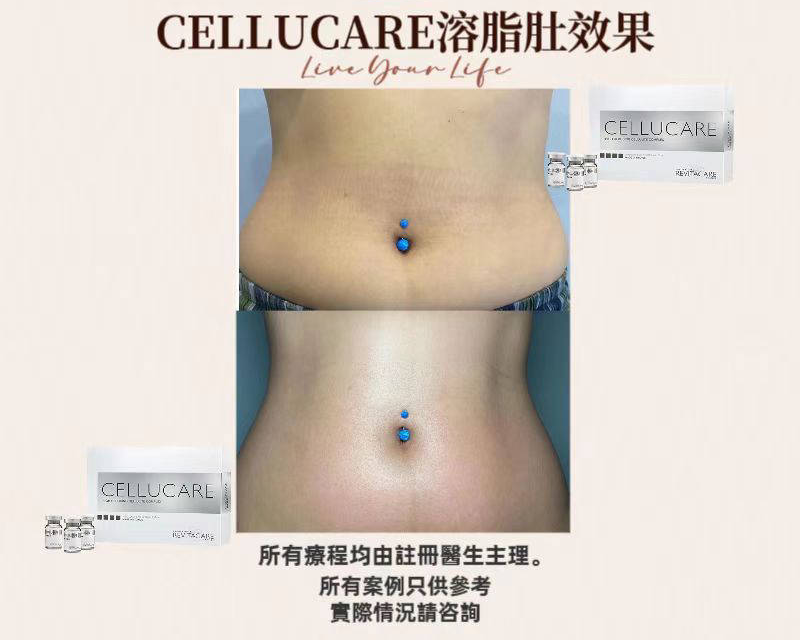 CELLUCARE溶脂肚效果
Live Your Life
CELLUCARE
REVITACARE
CELLUCARE
REVITACARE
所有療程均由註冊醫生主理。
所有案例只供參考
實際情況請咨詢